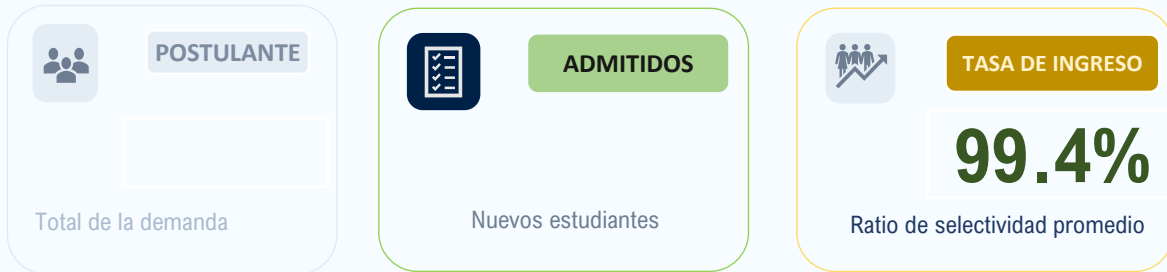 POSTULANTE
Total de la demanda
ADMITIDOS
Nuevos estudiantes
TASA DE INGRESO
99.4%
Ratio de selectividad promedio